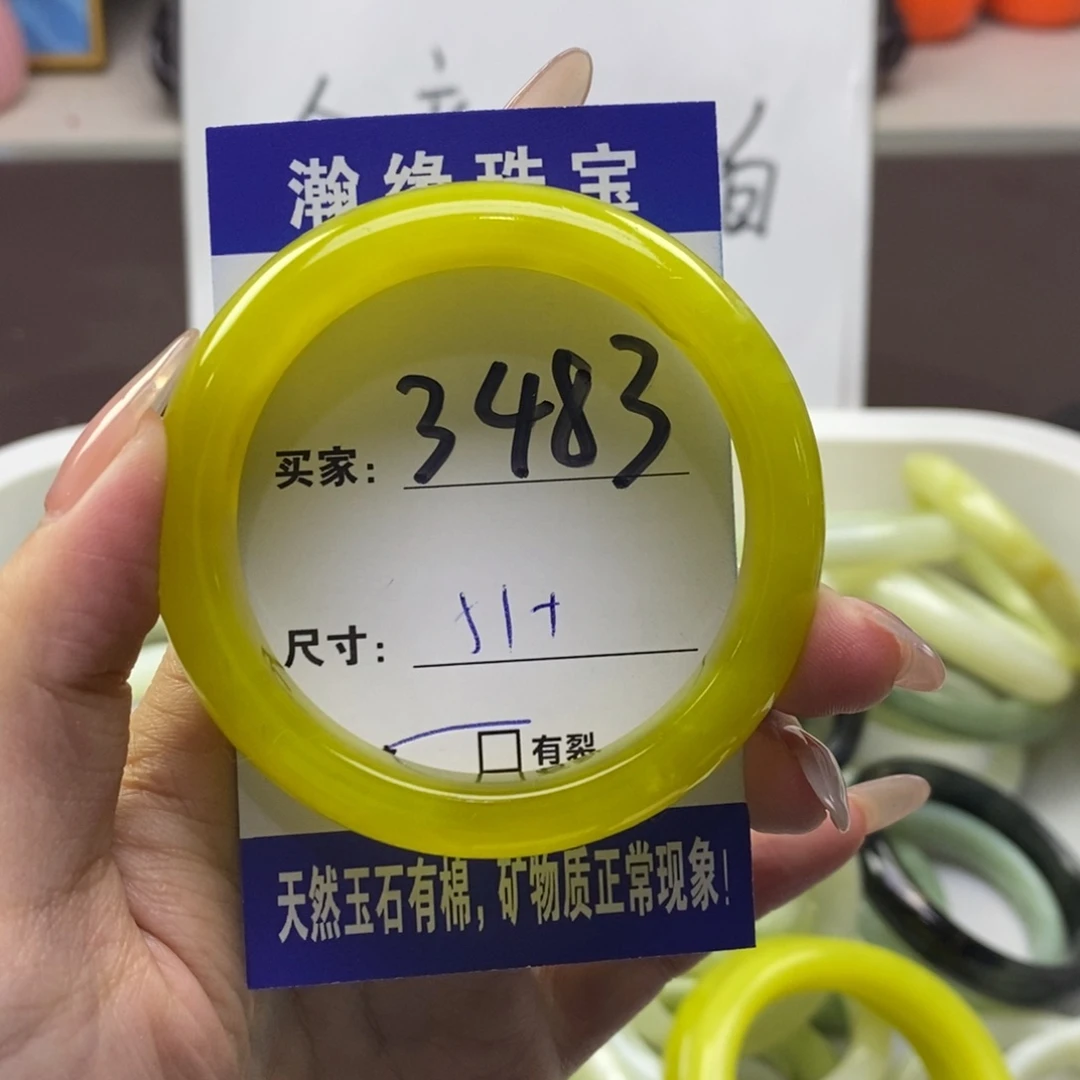 瀚缘珠宝
买家：3483
尺寸：51+
口有裂
天然玉石有棉，矿物质正常现象！